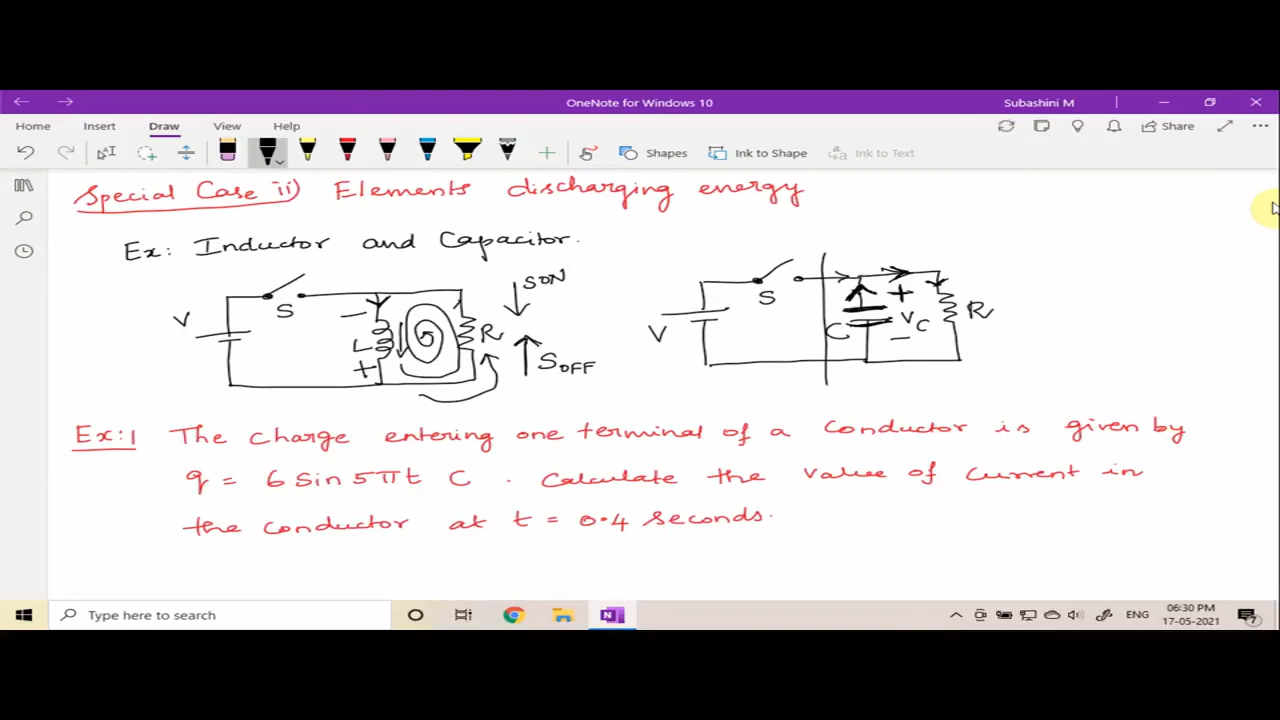 OneNote for Windows 10
Subashini M
Home Insert Draw View Help
Share
Shapes
Ink to Shape
Ink to Text
Special Case ii) Elements discharging energy
Ex: Inductor and Capacitor.
V S - L + R S ON S OFF
V S C + Vc - R
Ex:1 The charge entering one terminal of a conductor is given by
q = 6 Sin 5πt C . Calculate the value of current in
the conductor at t = 0.4 seconds.
Type here to search
ENG
06:30 PM
17-05-2021
7